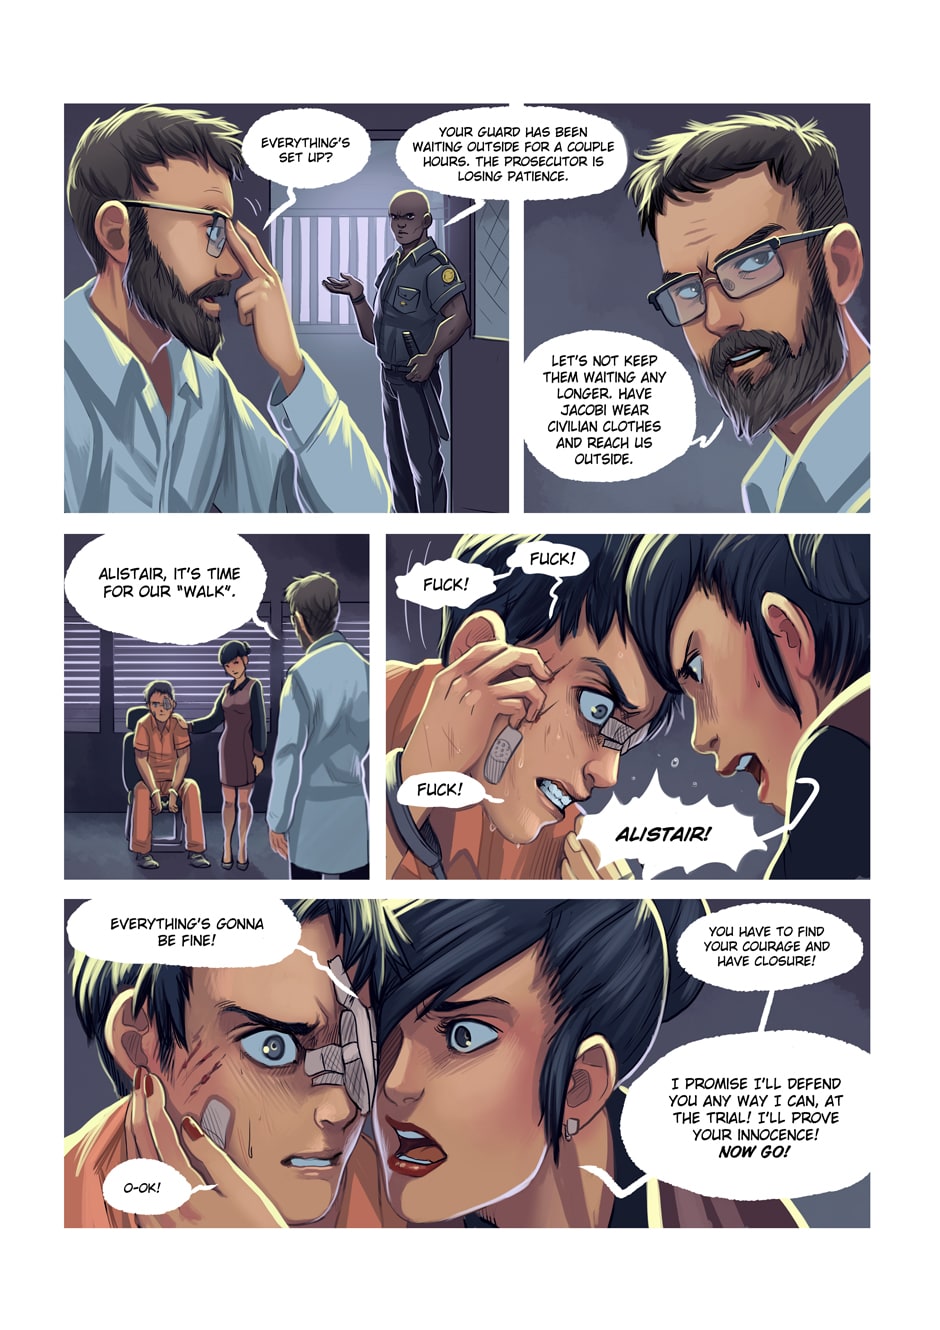 EVERYTHING'S
SET UP?
YOUR GUARD HAS BEEN
WAITING OUTSIDE FOR A COUPLE
HOURS. THE PROSECUTOR IS
LOSING PATIENCE.
LET'S NOT KEEP
THEM WAITING ANY
LONGER. HAVE
JACOBI WEAR
CIVILIAN CLOTHES
AND REACH US
OUTSIDE.
ALISTAIR, IT'S TIME
FOR OUR "WALK".
FUCK!
FUCK!
FUCK!
ALISTAIR!
EVERYTHING'S GONNA
BE FINE!
YOU HAVE TO FIND
YOUR COURAGE AND
HAVE CLOSURE!
I PROMISE I'LL DEFEND
YOU ANY WAY I CAN, AT
THE TRIAL! I'LL PROVE
YOUR INNOCENCE!
NOW GO!
O-OK!